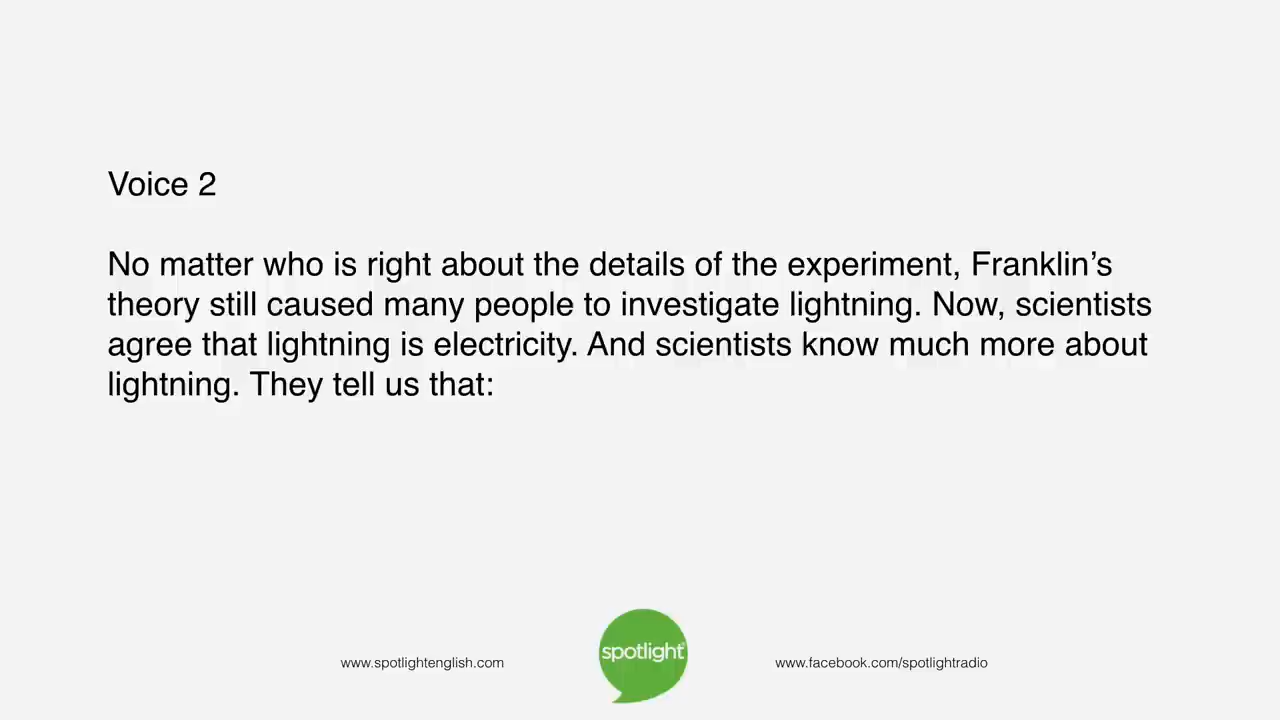 Voice 2
No matter who is right about the details of the experiment, Franklin’s
theory still caused many people to investigate lightning. Now, scientists
agree that lightning is electricity. And scientists know much more about
lightning. They tell us that:
www.spotlightenglish.com
spotlight
www.facebook.com/spotlightradio